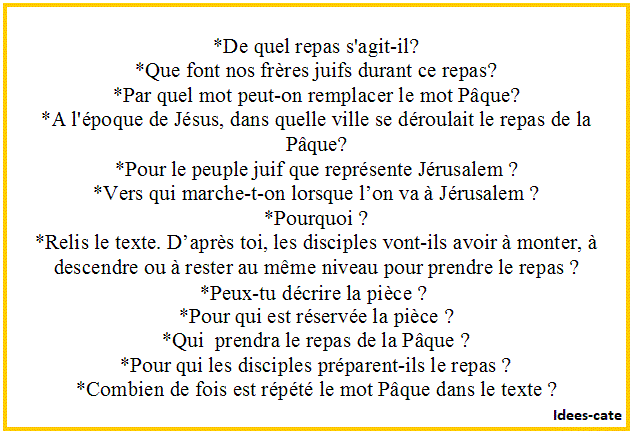 *De quel repas s'agit-il?
*Que font nos frères juifs durant ce repas?
*Par quel mot peut-on remplacer le mot Pâque?
*A l'époque de Jésus, dans quelle ville se déroulait le repas de la
Pâque?
*Pour le peuple juif que représente Jérusalem ?
*Vers qui marche-t-on lorsque l’on va à Jérusalem ?
*Pourquoi ?
*Relis le texte. D’après toi, les disciples vont-ils avoir à monter, à
descendre ou à rester au même niveau pour prendre le repas ?
*Peux-tu décrire la pièce ?
*Pour qui est réservée la pièce ?
*Qui  prendra le repas de la Pâque ?
*Pour qui les disciples préparent-ils le repas ?
*Combien de fois est répété le mot Pâque dans le texte ?
Idees-cate